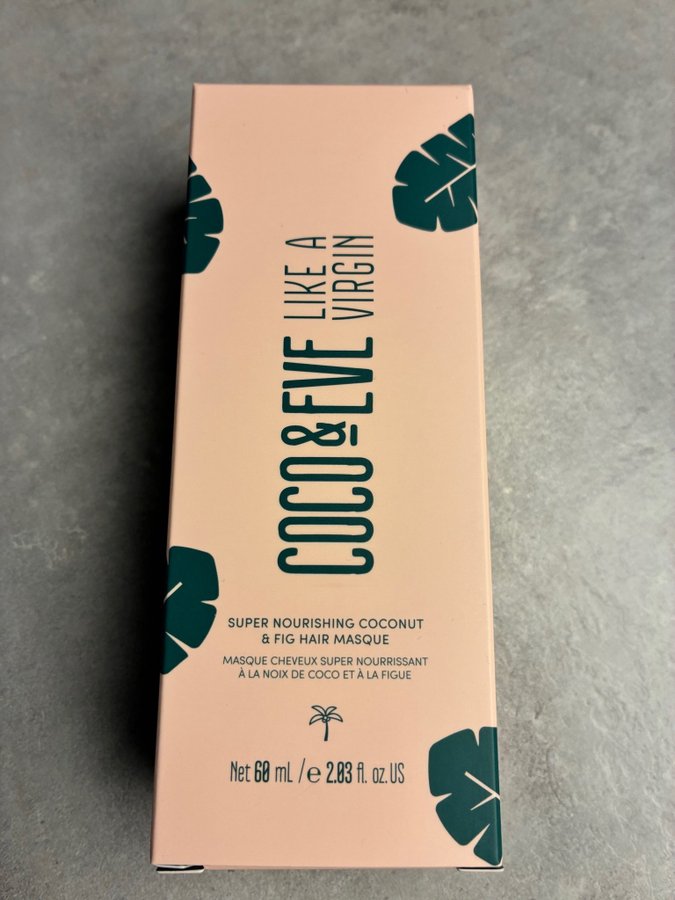 COCO & EVE LIKE A
VIRGIN
SUPER NOURISHING COCONUT
& FIG HAIR MASQUE
MASQUE CHEVEUX SUPER NOURRISSANT
À LA NOIX DE COCO ET À LA FIGUE
Net 60 mL / e 2.03 fl. oz. US